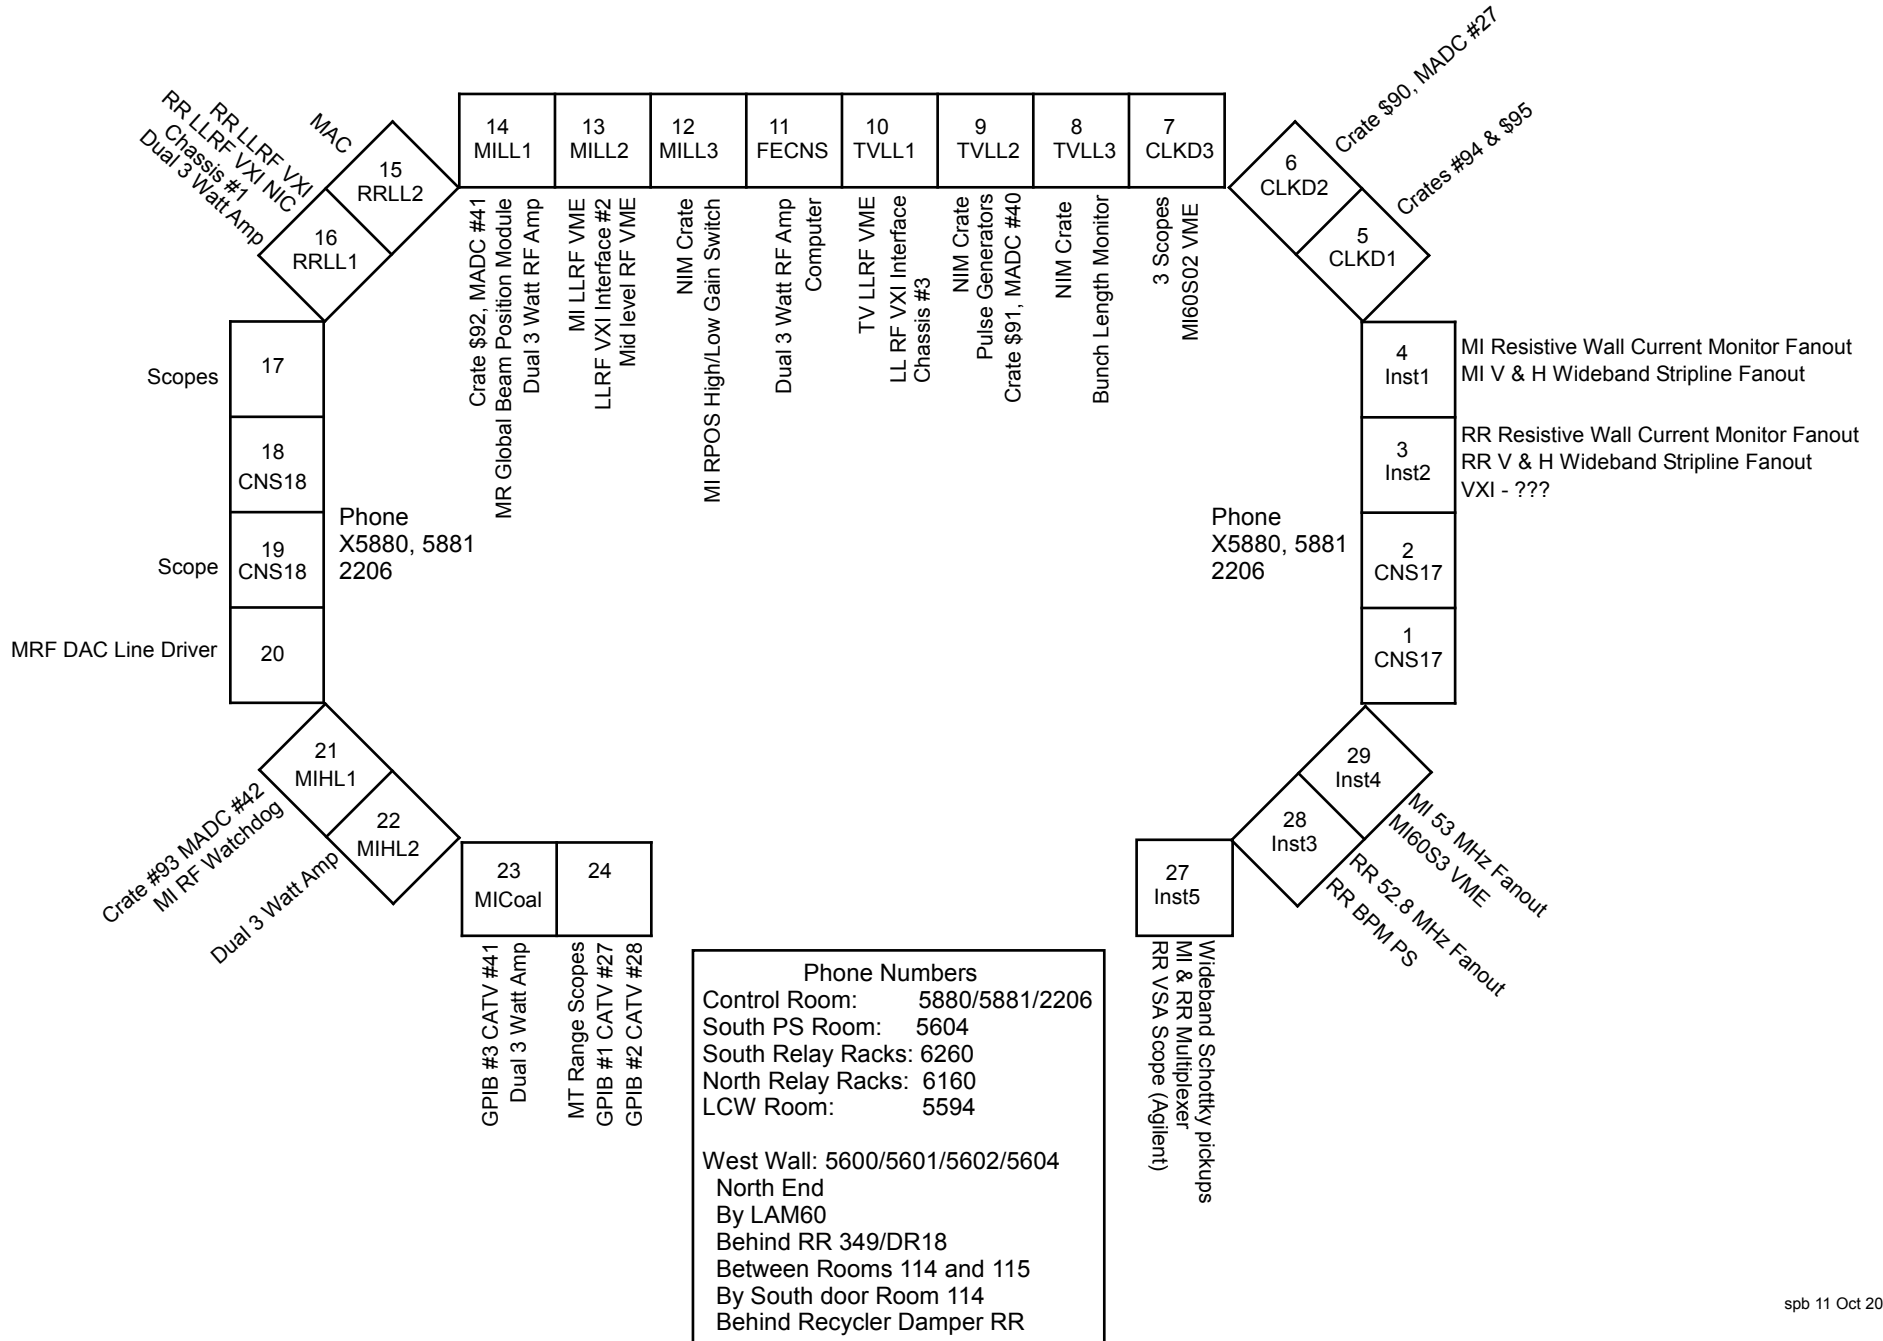 Crate $90, MADC #27
Crates #94 & $95
MAC
RR LLRF VXI
RR LLRF VXI NIC
Chassis #1
Dual 3 Watt Amp
14
MILL1
13
MILL2
12
MILL3
11
FECNS
10
TVLL1
9
TVLL2
8
TVLL3
7
CLKD3
6
CLKD2
5
CLKD1
15
RRLL2
16
RRLL1
Crate $92, MADC #41
MR Global Beam Position Module
Dual 3 Watt RF Amp
MI LLRF VME
LLRF VXI Interface #2
Mid level RF VME
NIM Crate
MI RPOS High/Low Gain Switch
Dual 3 Watt RF Amp
Computer
TV LLRF VME
LL RF VXI Interface
Chassis #3
NIM Crate
Pulse Generators
Crate $91, MADC #40
NIM Crate
Bunch Length Monitor
3 Scopes
MI60S02 VME
Scopes
17
18
CNS18
Scope
19
CNS18
MRF DAC Line Driver
20
Phone
X5880, 5881
2206
Phone
X5880, 5881
2206
4
Inst1
MI Resistive Wall Current Monitor Fanout
MI V & H Wideband Stripline Fanout
3
Inst2
RR Resistive Wall Current Monitor Fanout
RR V & H Wideband Stripline Fanout
VXI - ???
2
CNS17
1
CNS17
21
MIHL1
22
MIHL2
Crate #93 MADC #42
MI RF Watchdog
Dual 3 Watt Amp
23
MICoal
24
GPIB #3 CATV #41
Dual 3 Watt Amp
MT Range Scopes
GPIB #1 CATV #27
GPIB #2 CATV #28
29
Inst4
28
Inst3
27
Inst5
MI 53 MHz Fanout
MI60S3 VME
RR 52.8 MHz Fanout
RR BPM PS
Wideband Schottky pickups
MI & RR Multiplexer
RR VSA Scope (Agilent)
Phone Numbers
Control Room: 5880/5881/2206
South PS Room: 5604
South Relay Racks: 6260
North Relay Racks: 6160
LCW Room: 5594
West Wall: 5600/5601/5602/5604
North End
By LAM60
Behind RR 349/DR18
Between Rooms 114 and 115
By South door Room 114
Behind Recycler Damper RR
spb 11 Oct 20